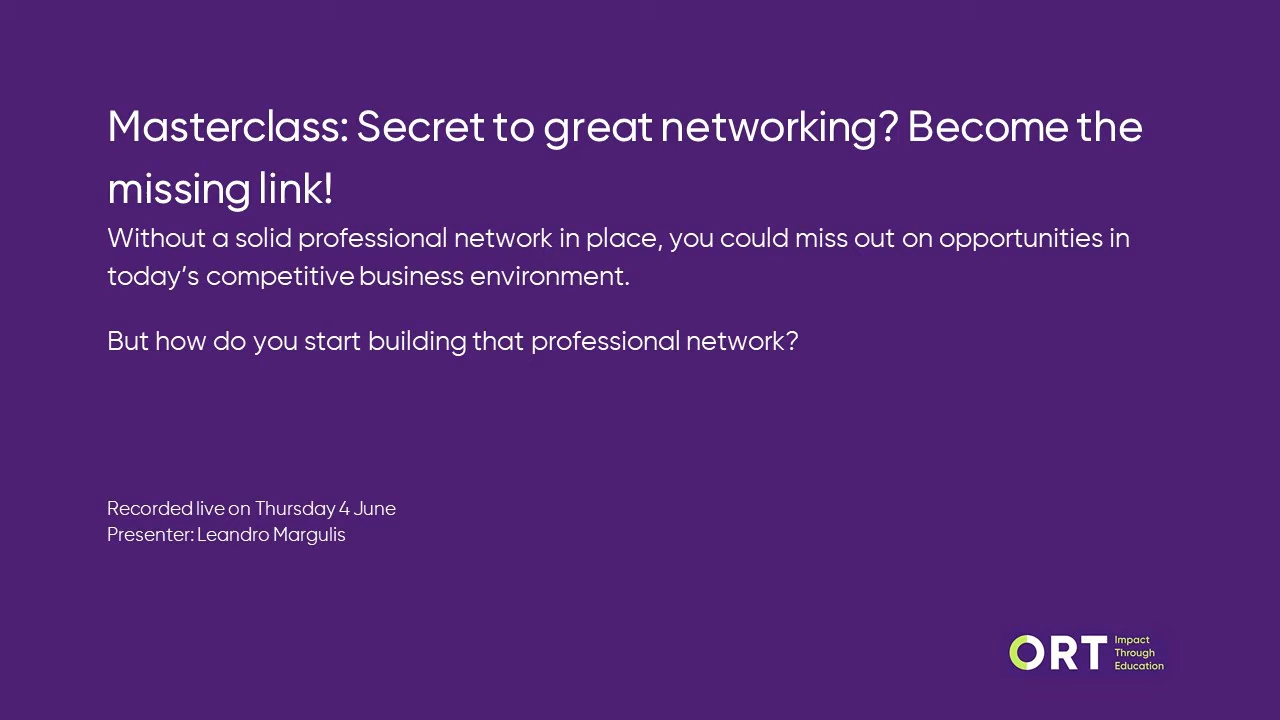 Masterclass: Secret to great networking? Become the
missing link!
Without a solid professional network in place, you could miss out on opportunities in
today’s competitive business environment.
But how do you start building that professional network?
Recorded live on Thursday 4 June
Presenter: Leandro Margulis
ORT
Impact
Through
Education